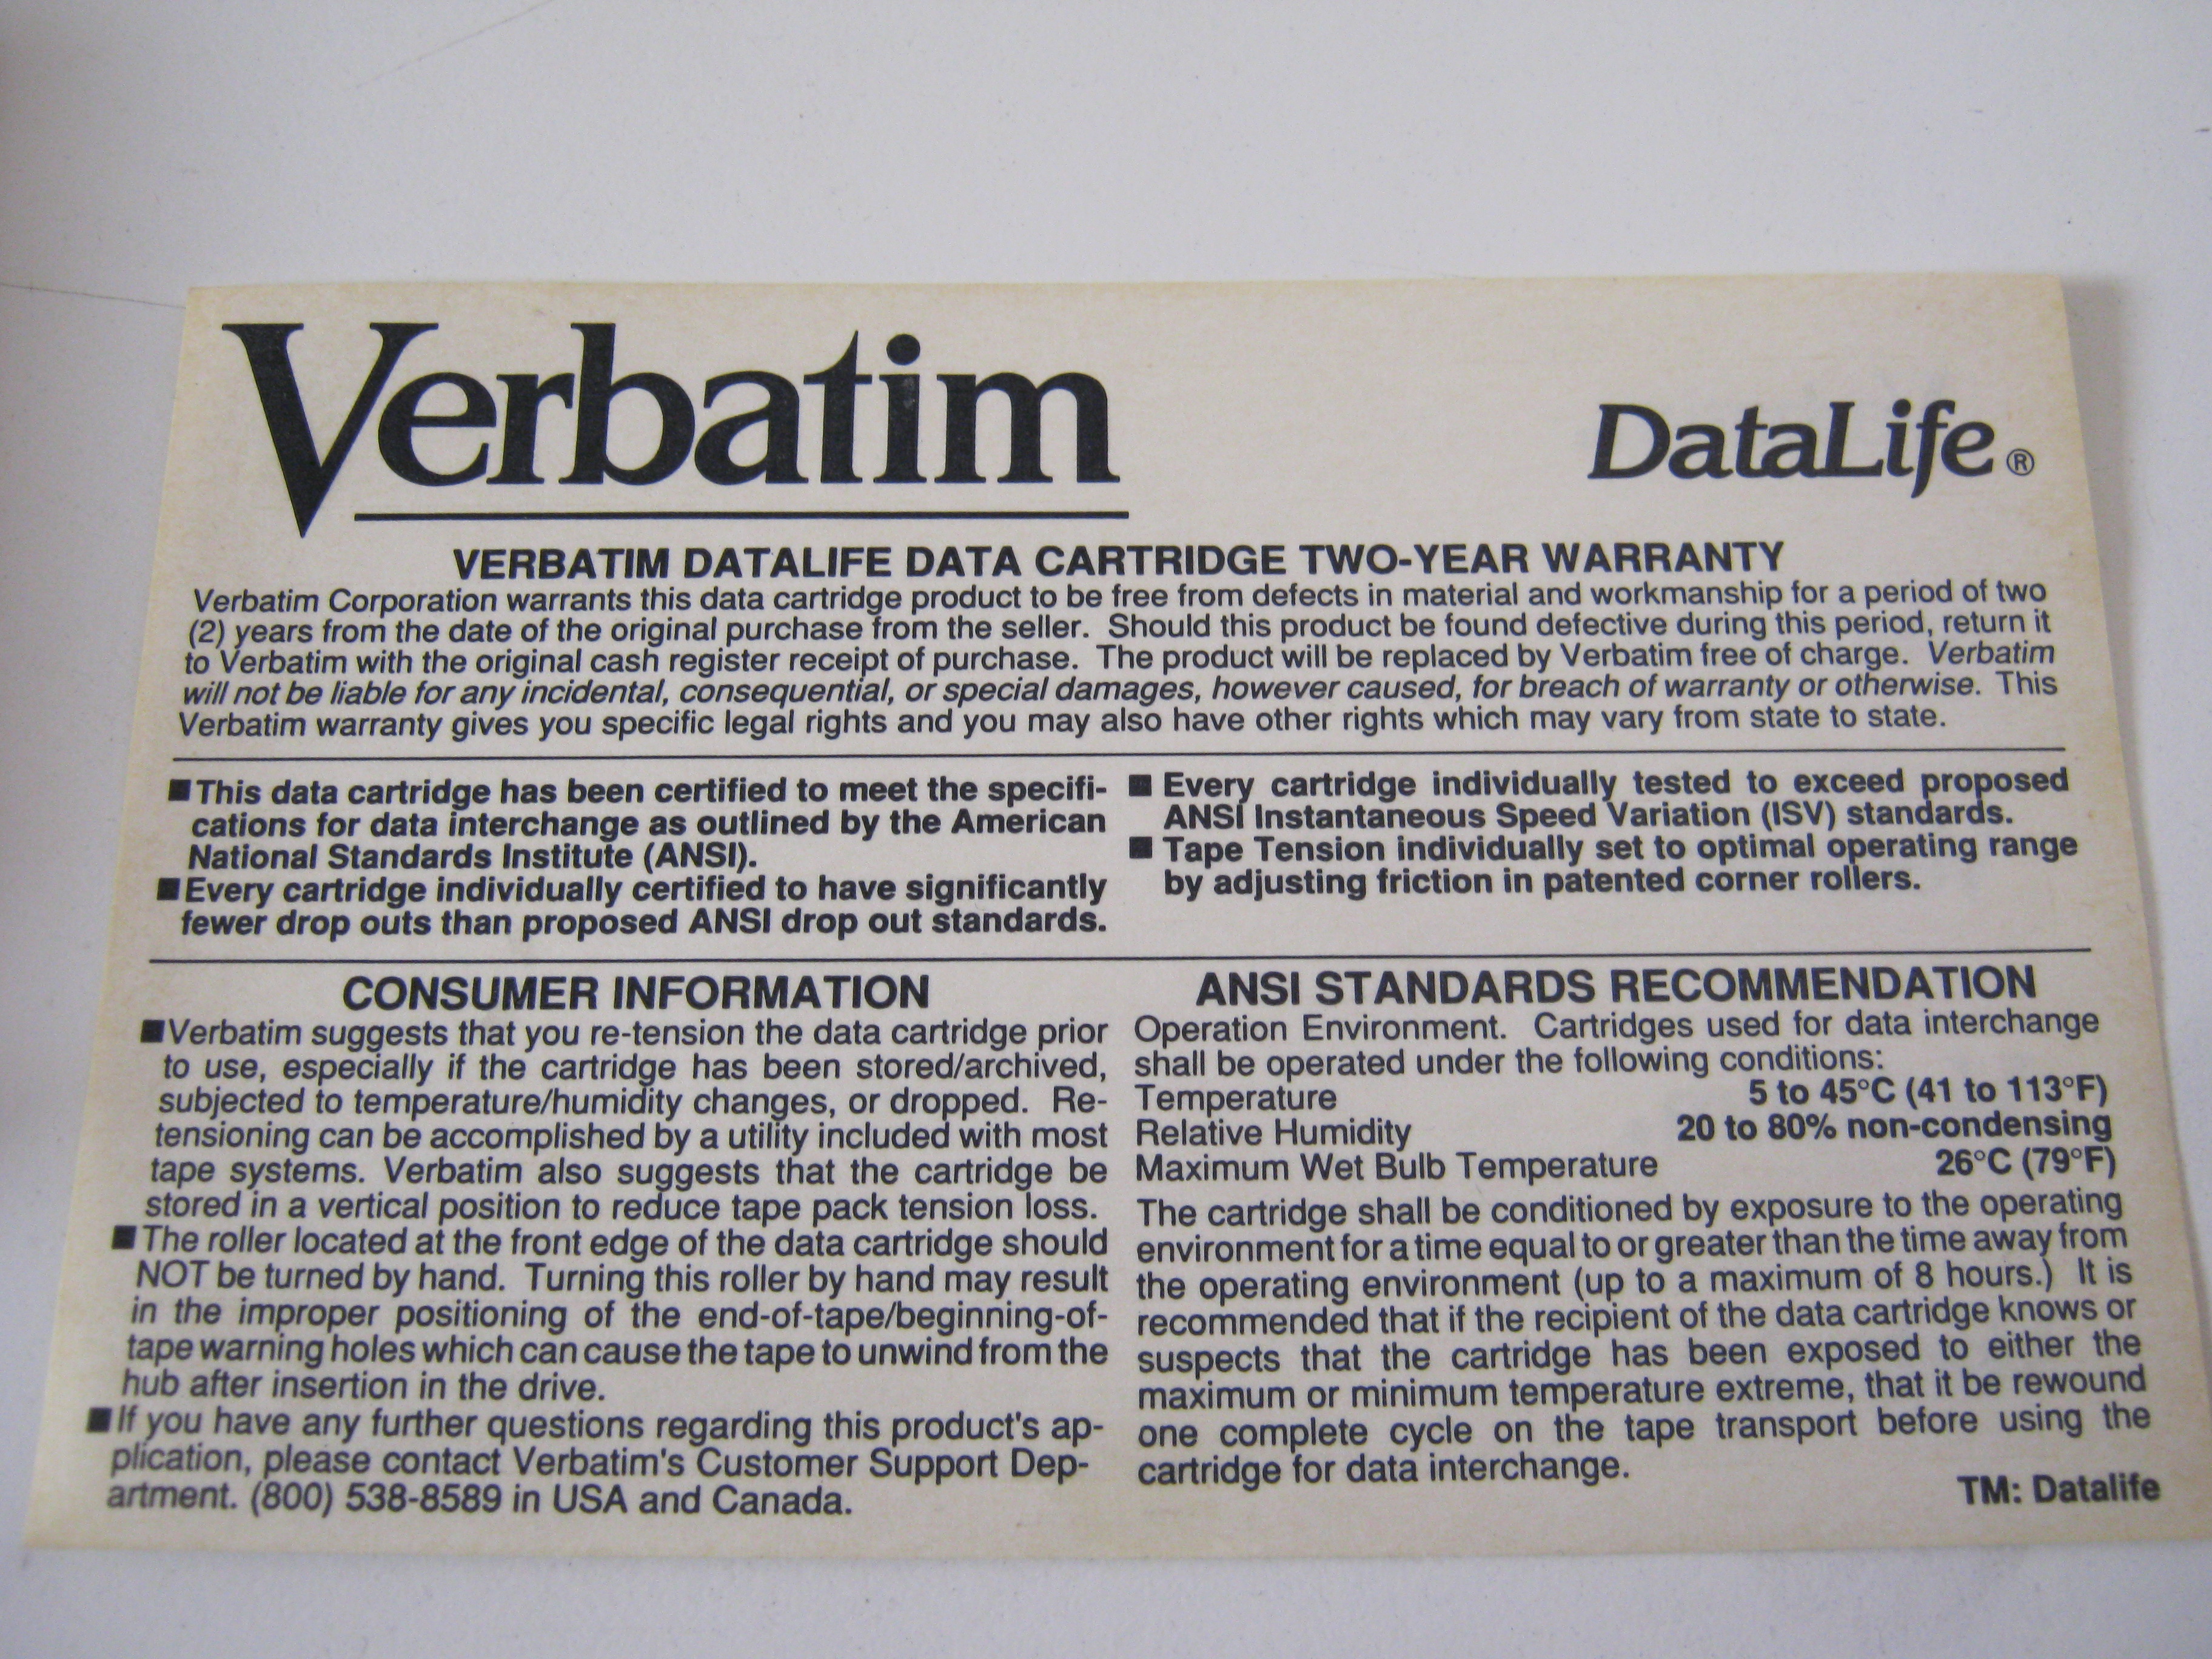 Verbatim
DataLife®
VERBATIM DATALIFE DATA CARTRIDGE TWO-YEAR WARRANTY
Verbatim Corporation warrants this data cartridge product to be free from defects in material and workmanship for a period of two
(2) years from the date of the original purchase from the seller. Should this product be found defective during this period, return it
to Verbatim with the original cash register receipt of purchase. The product will be replaced by Verbatim free of charge. Verbatim
will not be liable for any incidental, consequential, or special damages, however caused, for breach of warranty or otherwise. This
Verbatim warranty gives you specific legal rights and you may also have other rights which may vary from state to state.
■ This data cartridge has been certified to meet the specifi-
cations for data interchange as outlined by the American
National Standards Institute (ANSI).
■ Every cartridge individually certified to have significantly
fewer drop outs than proposed ANSI drop out standards.
■ Every cartridge individually tested to exceed proposed
ANSI Instantaneous Speed Variation (ISV) standards.
■ Tape Tension individually set to optimal operating range
by adjusting friction in patented corner rollers.
CONSUMER INFORMATION
■ Verbatim suggests that you re-tension the data cartridge prior
to use, especially if the cartridge has been stored/archived,
subjected to temperature/humidity changes, or dropped. Re-
tensioning can be accomplished by a utility included with most
tape systems. Verbatim also suggests that the cartridge be
stored in a vertical position to reduce tape pack tension loss.
■ The roller located at the front edge of the data cartridge should
NOT be turned by hand. Turning this roller by hand may result
in the improper positioning of the end-of-tape/beginning-of-
tape warning holes which can cause the tape to unwind from the
hub after insertion in the drive.
■ If you have any further questions regarding this product's ap-
plication, please contact Verbatim's Customer Support Dep-
artment. (800) 538-8589 in USA and Canada.
ANSI STANDARDS RECOMMENDATION
Operation Environment. Cartridges used for data interchange
shall be operated under the following conditions:
Temperature 5 to 45°C (41 to 113°F)
Relative Humidity 20 to 80% non-condensing
Maximum Wet Bulb Temperature 26°C (79°F)
The cartridge shall be conditioned by exposure to the operating
environment for a time equal to or greater than the time away from
the operating environment (up to a maximum of 8 hours.) It is
recommended that if the recipient of the data cartridge knows or
suspects that the cartridge has been exposed to either the
maximum or minimum temperature extreme, that it be rewound
one complete cycle on the tape transport before using the
cartridge for data interchange.
TM: Datalife